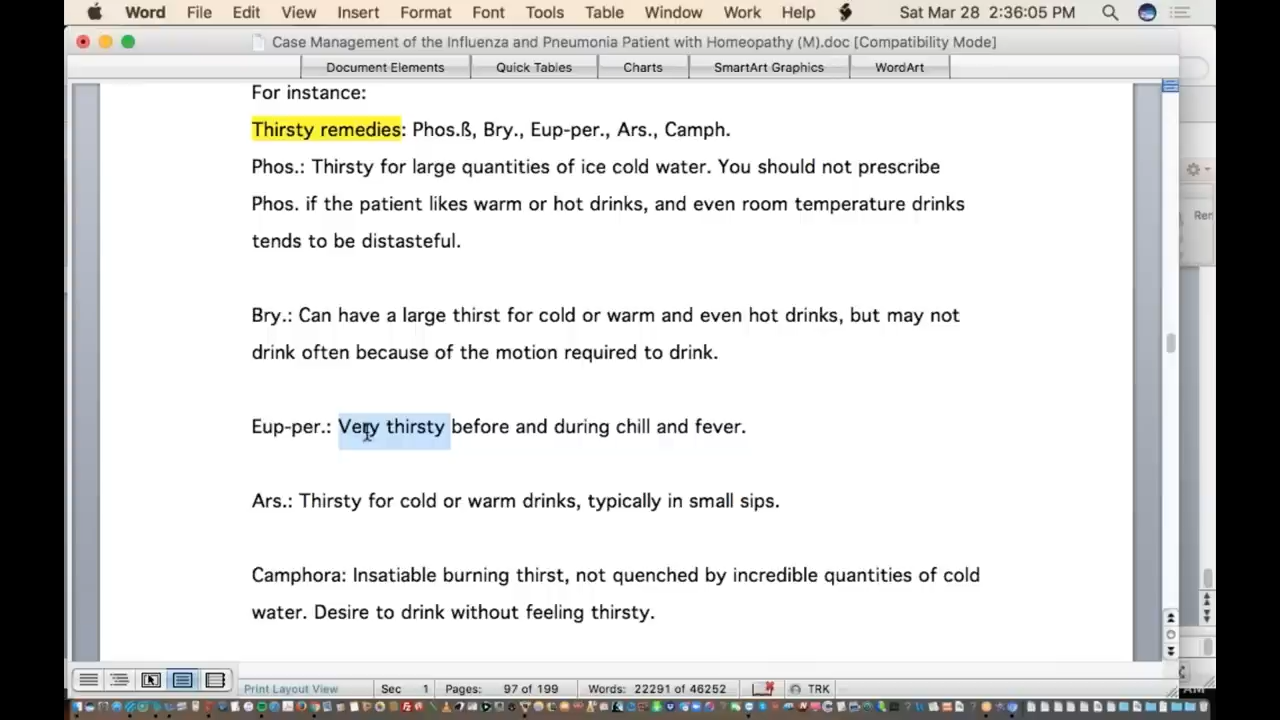 Word File Edit View Insert Format Font Tools Table Window Work Help Sat Mar 28 2:36:05 PM
Case Management of the Influenza and Pneumonia Patient with Homeopathy (M).doc [Compatibility Mode]
Document Elements Quick Tables Charts SmartArt Graphics WordArt
For instance:
Thirsty remedies: Phos.ß, Bry., Eup-per., Ars., Camph.
Phos.: Thirsty for large quantities of ice cold water. You should not prescribe
Phos. if the patient likes warm or hot drinks, and even room temperature drinks
tends to be distasteful.
Bry.: Can have a large thirst for cold or warm and even hot drinks, but may not
drink often because of the motion required to drink.
Eup-per.: Very thirsty before and during chill and fever.
Ars.: Thirsty for cold or warm drinks, typically in small sips.
Camphora: Insatiable burning thirst, not quenched by incredible quantities of cold
water. Desire to drink without feeling thirsty.
Print Layout View Sec 1 Pages: 97 of 199 Words: 22291 of 46252 TRK